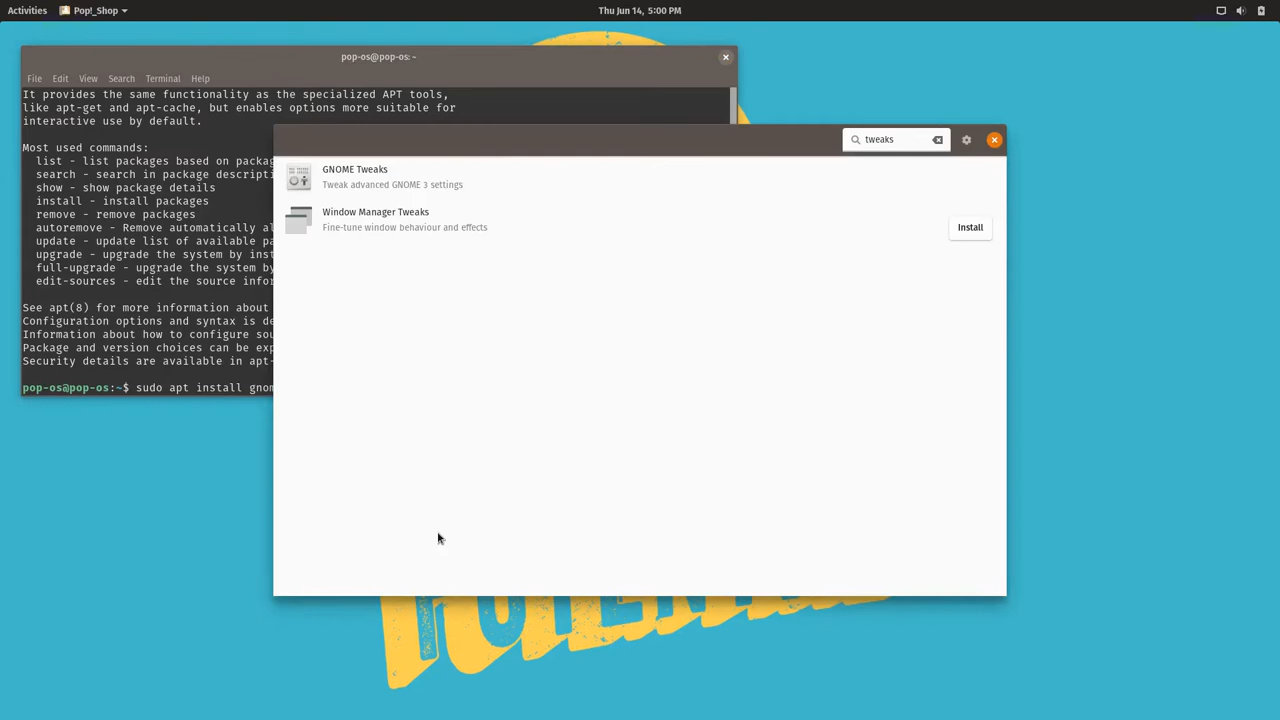 Activities
Pop!_Shop
Thu Jun 14, 5:00 PM
pop-os@pop-os: ~
File Edit View Search Terminal Help
It provides the same functionality as the specialized APT tools,
like apt-get and apt-cache, but enables options more suitable for
interactive use by default.
Most used commands:
list - list packages based on packag
search - search in package descripti
show - show package details
install - install packages
remove - remove packages
autoremove - Remove automatically al
update - update list of available pa
upgrade - upgrade the system by inst
full-upgrade - upgrade the system by
edit-sources - edit the source infor
See apt(8) for more information about
Configuration options and syntax is de
Information about how to configure sou
Package and version choices can be exp
Security details are available in apt-
pop-os@pop-os:~$ sudo apt install gnom
tweaks
GNOME Tweaks
Tweak advanced GNOME 3 settings
Window Manager Tweaks
Fine-tune window behaviour and effects
Install